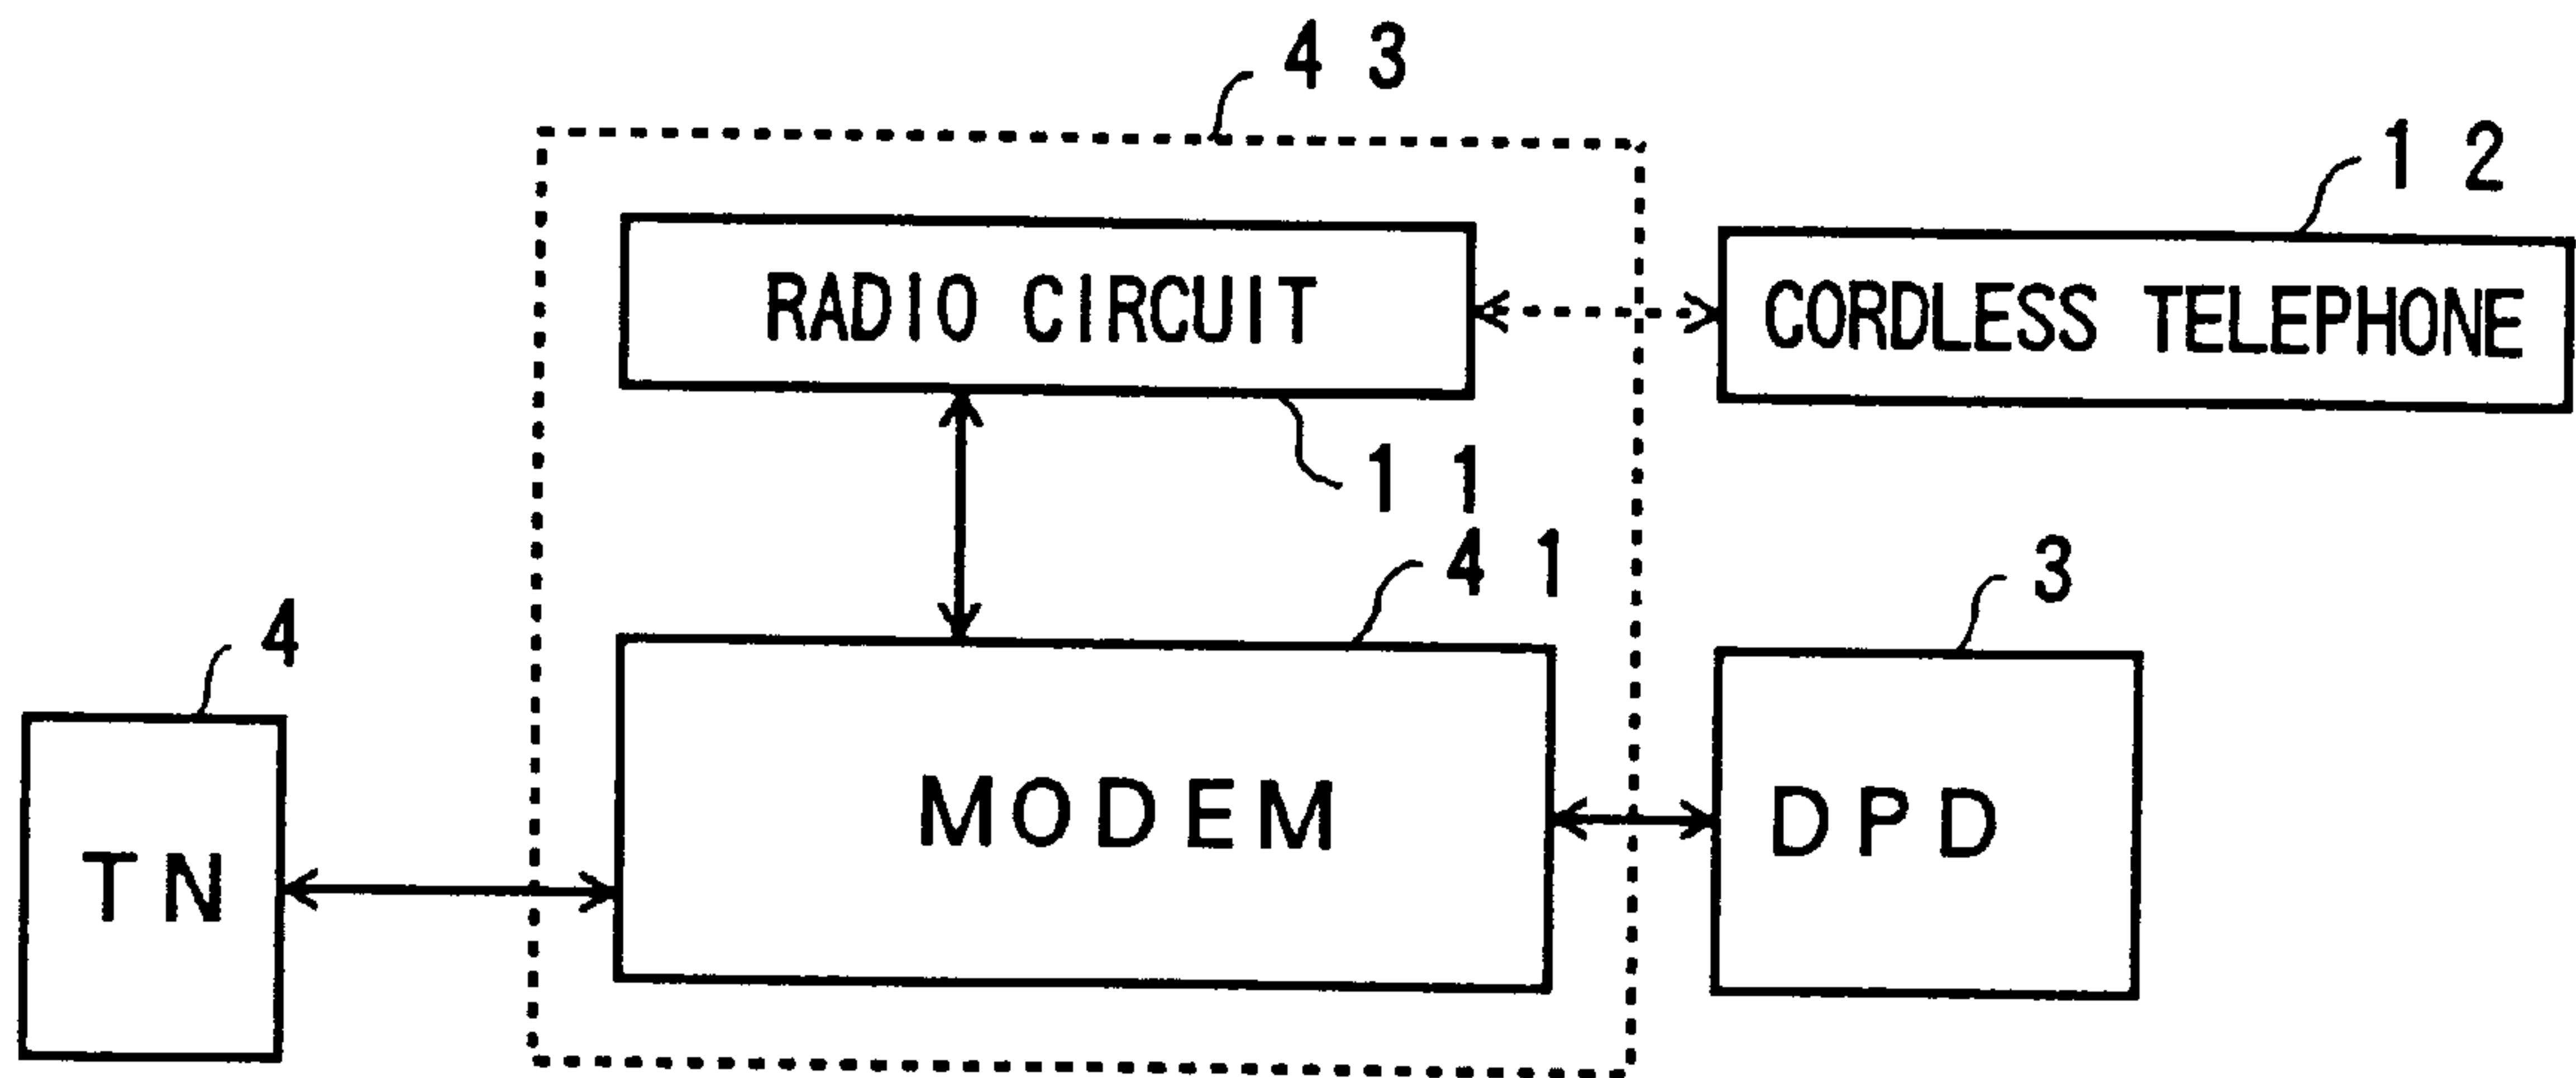 4 3
1 2
RADIO CIRCUIT
CORDLESS TELEPHONE
1 1
4 1
3
4
MODEM
DPD
TN